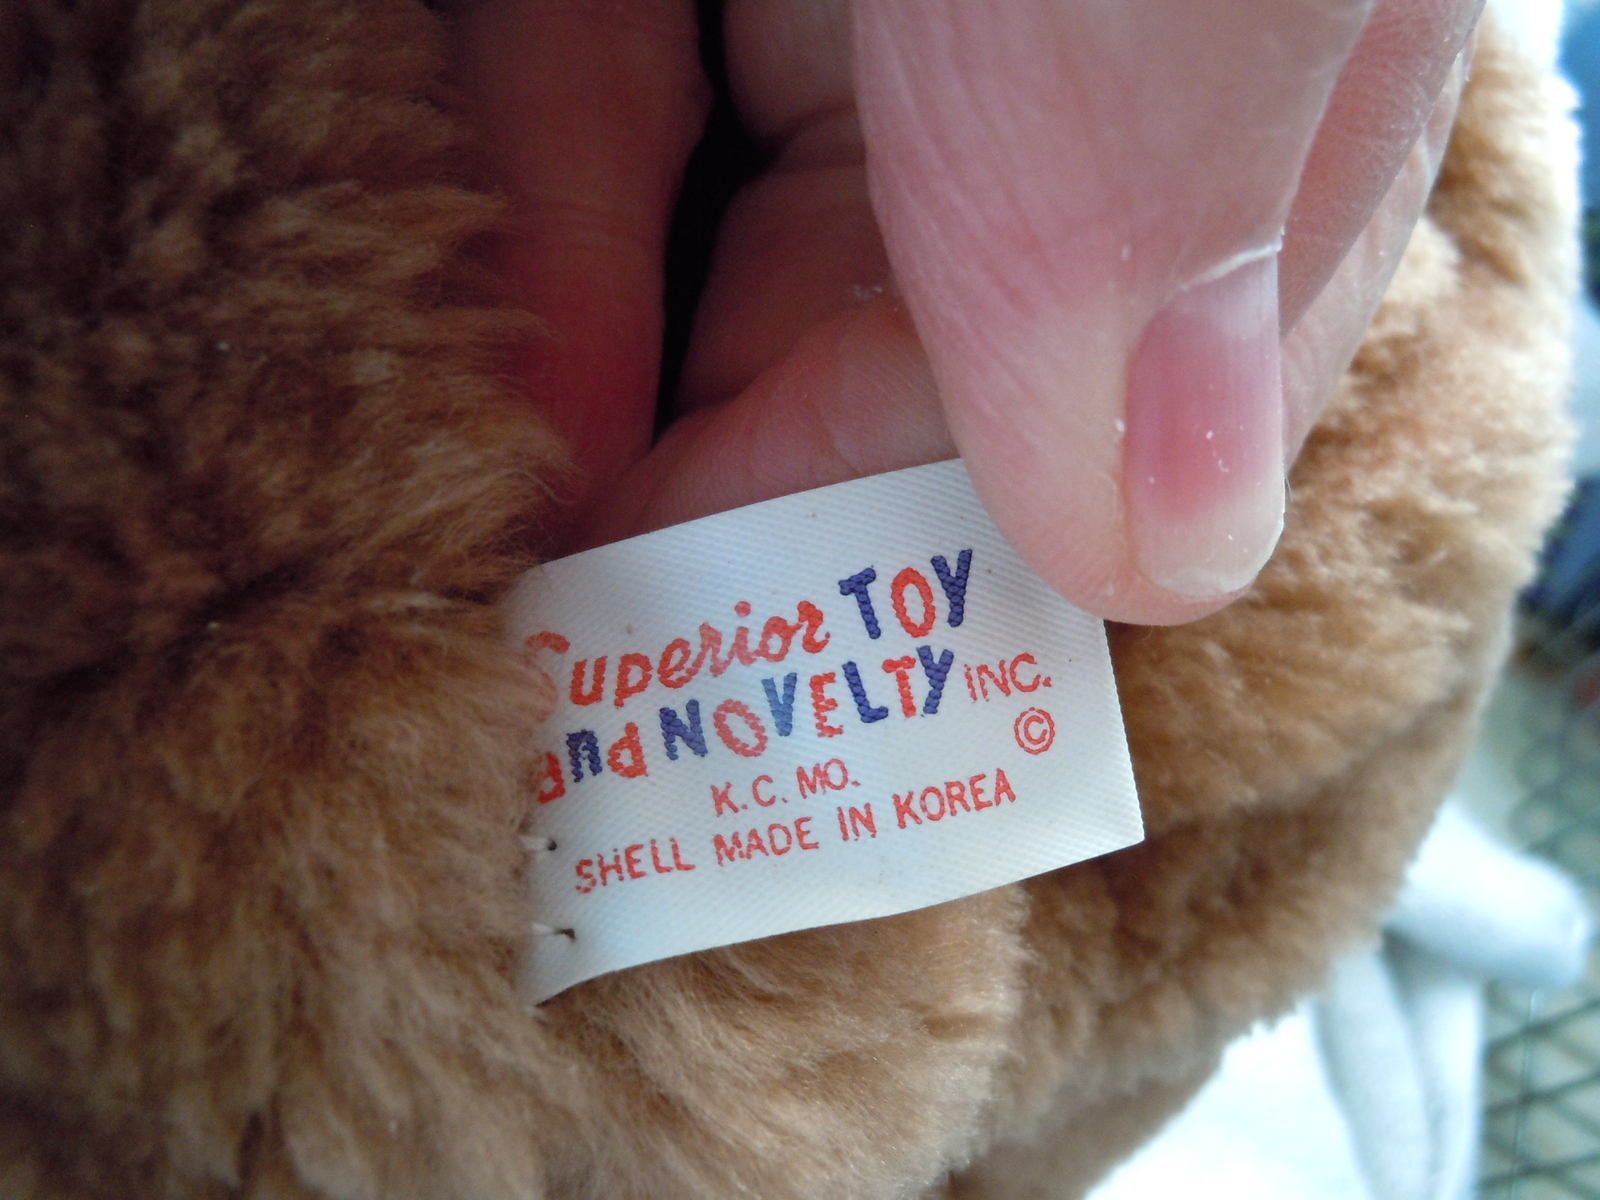 Superior TOY
and NOVELTY INC.
©
K.C. MO.
SHELL MADE IN KOREA